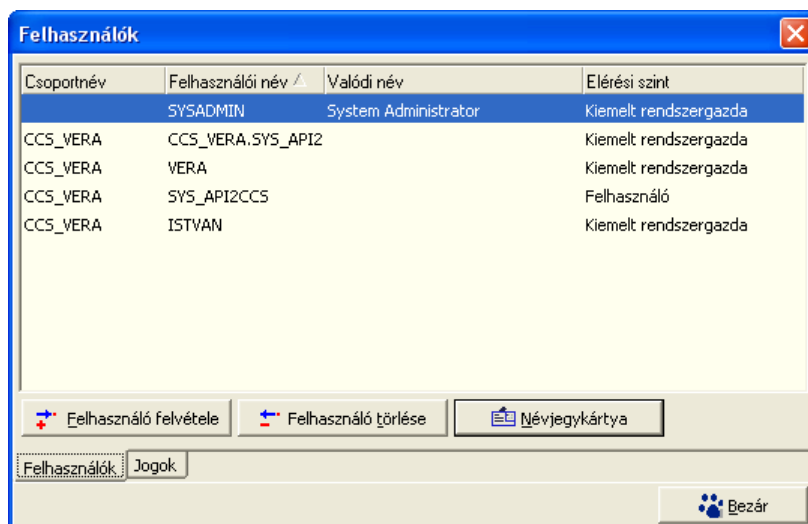 Felhasználók
Csoportnév Felhasználói név Valódi név Elérési szint
SYSADMIN System Administrator Kiemelt rendszergazda
CCS_VERA CCS_VERA.SYS_API2 Kiemelt rendszergazda
CCS_VERA VERA Kiemelt rendszergazda
CCS_VERA SYS_API2CCS Felhasználó
CCS_VERA ISTVAN Kiemelt rendszergazda
Felhasználó felvétele Felhasználó törlése Névjegykártya
Felhasználók Jogok
Bezár